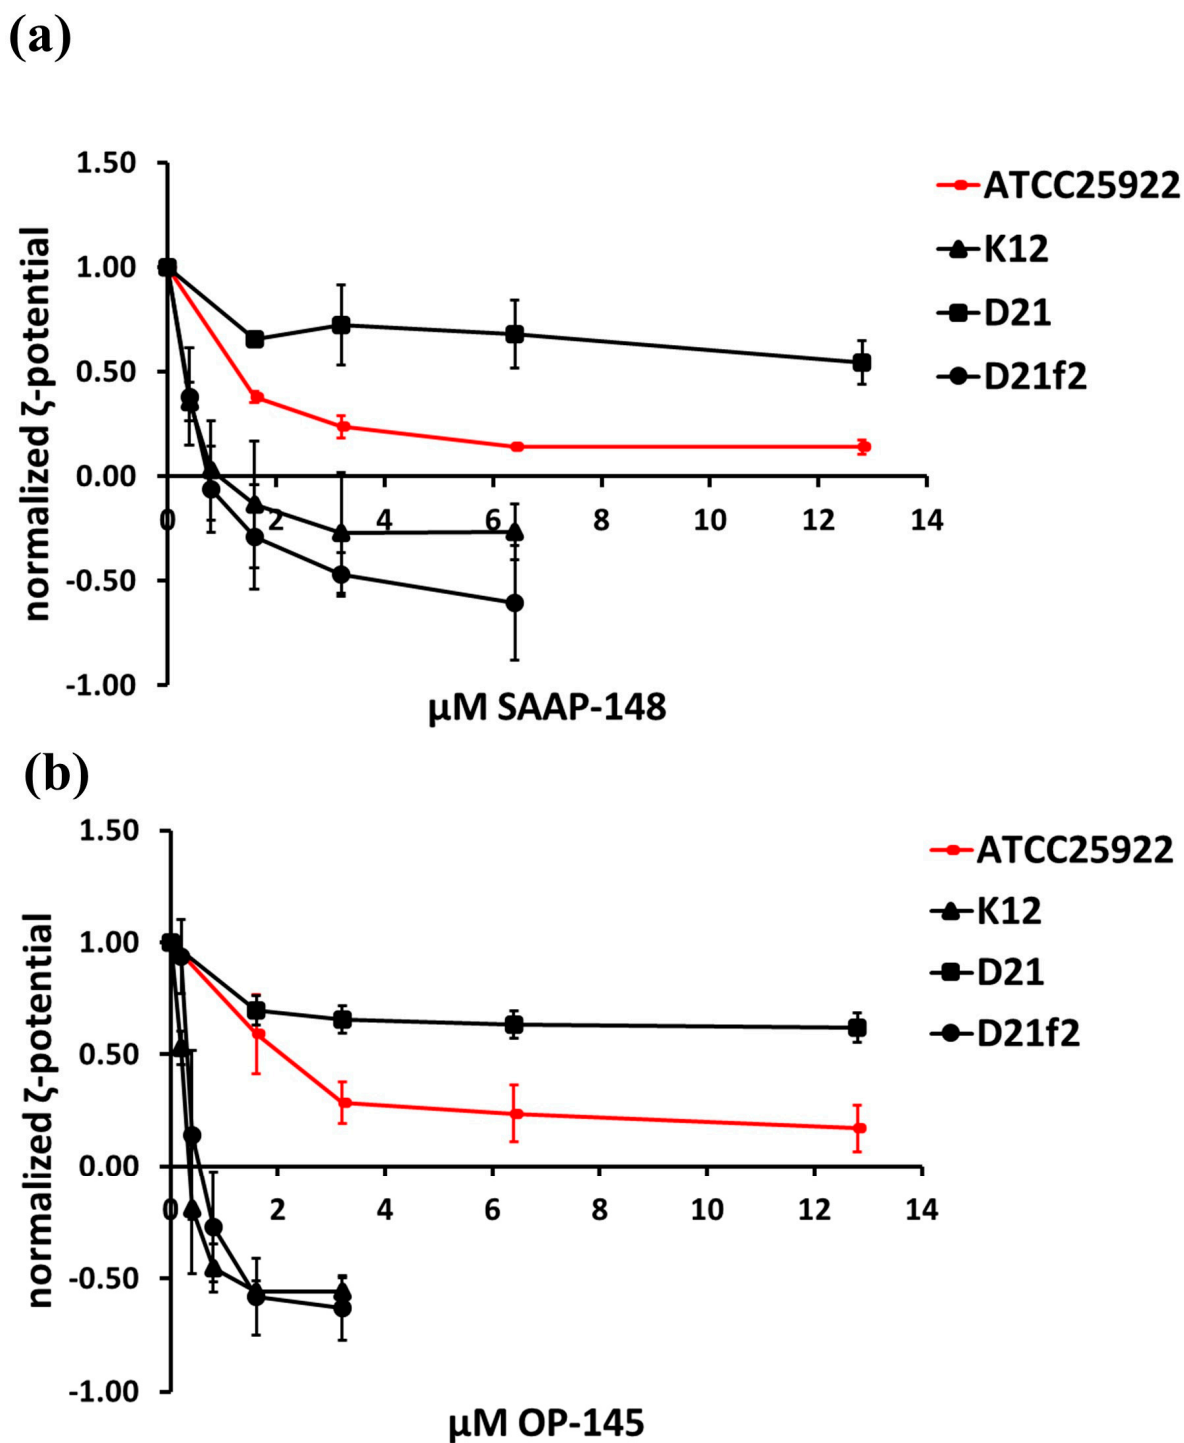 (a)
1.50
1.00
0.50
0.00
-0.50
-1.00
normalized ζ-potential
0 2 4 6 8 10 12 14
μM SAAP-148
ATCC25922
K12
D21
D21f2
(b)
1.50
1.00
0.50
0.00
-0.50
-1.00
normalized ζ-potential
0 2 4 6 8 10 12 14
μM OP-145
ATCC25922
K12
D21
D21f2